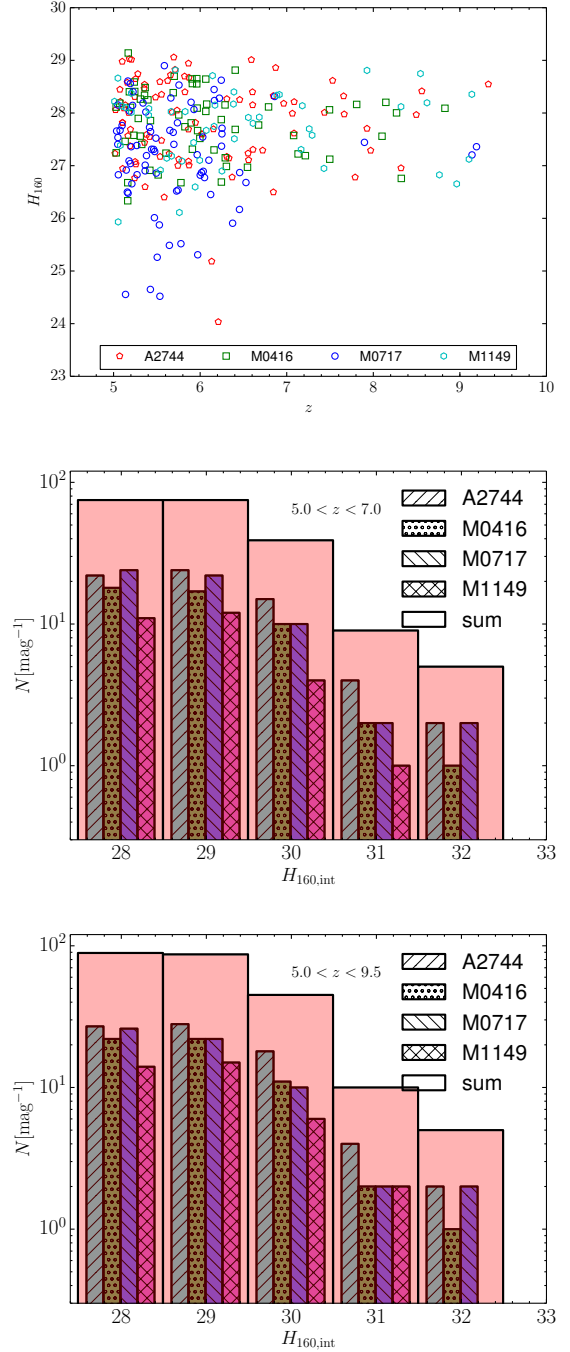 30
29
28
27
26
25
24
23
H160
A2744 M0416 M0717 M1149
5 6 7 8 9 10
z
10^2
10^1
10^0
N [mag^-1]
5.0 < z < 7.0
A2744
M0416
M0717
M1149
sum
28 29 30 31 32 33
H160,int
10^2
10^1
10^0
N [mag^-1]
5.0 < z < 9.5
A2744
M0416
M0717
M1149
sum
28 29 30 31 32 33
H160,int